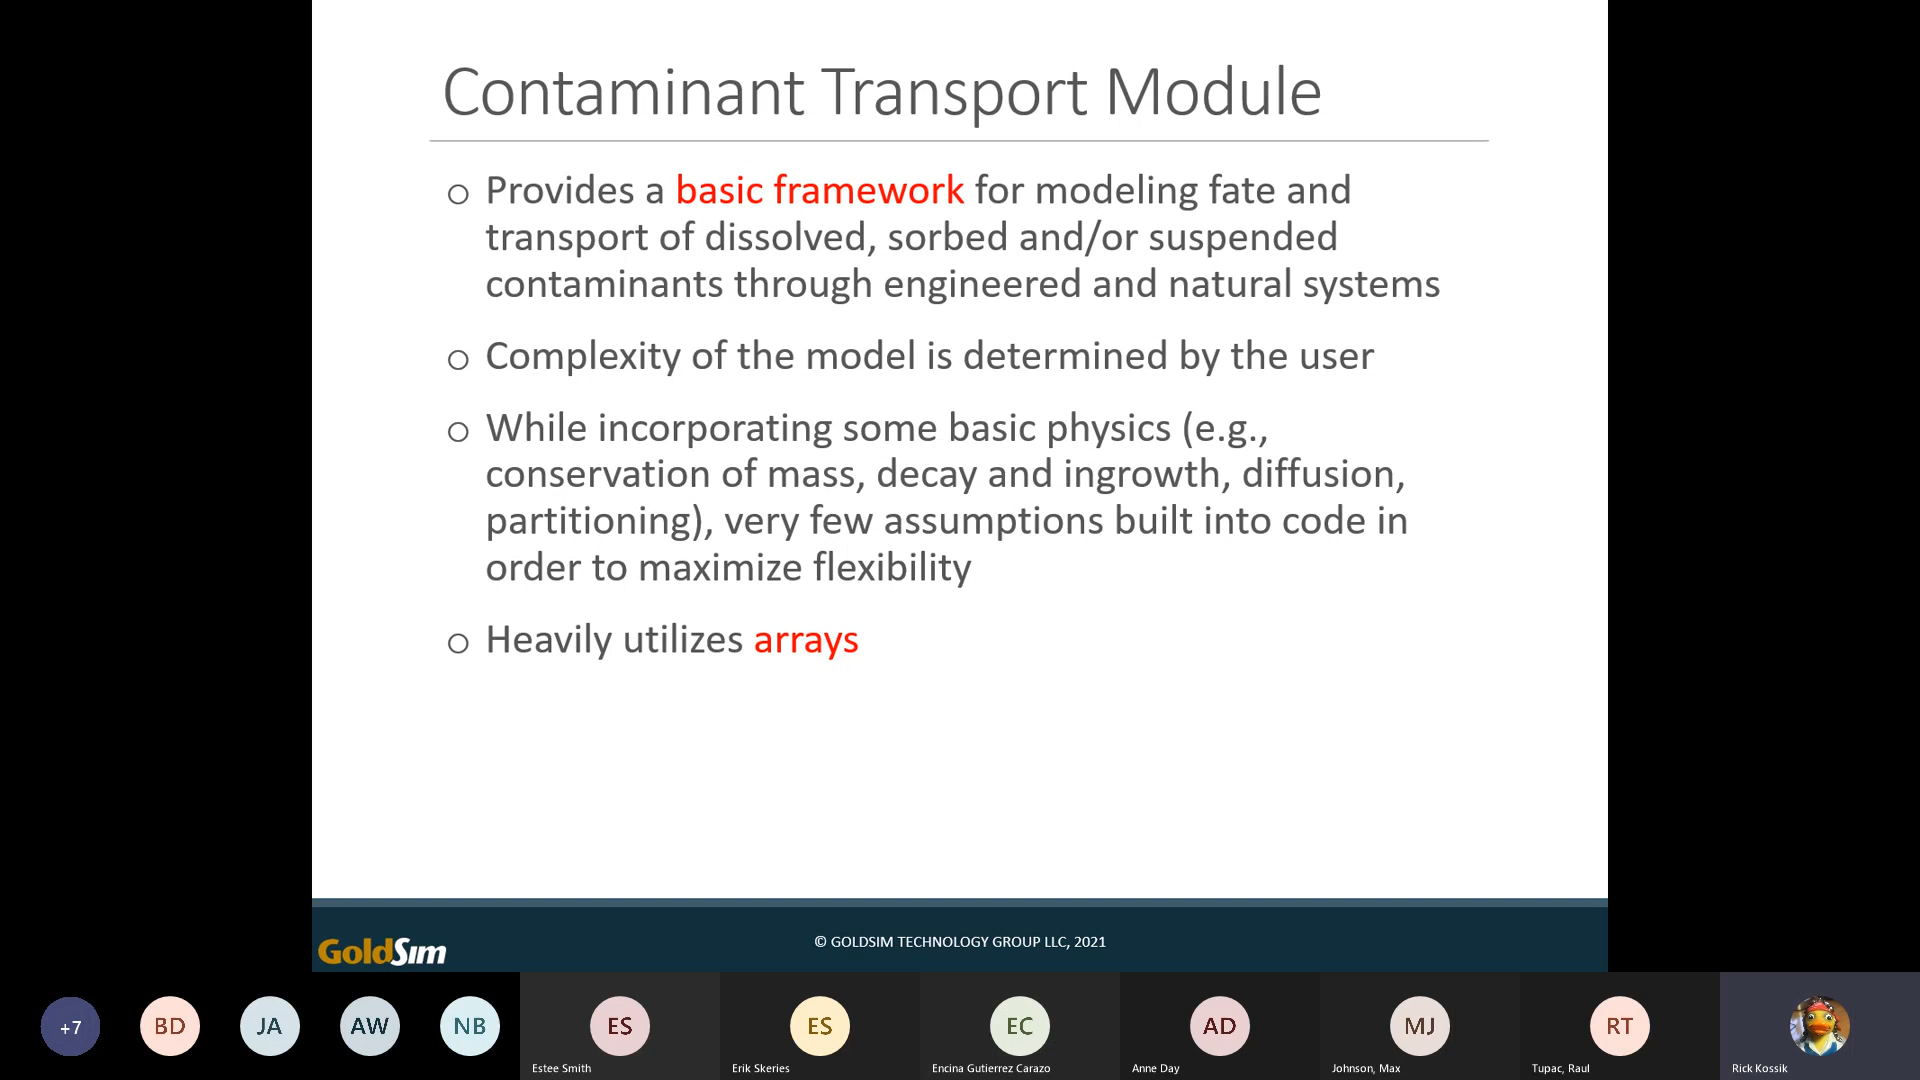 Contaminant Transport Module
○ Provides a basic framework for modeling fate and
transport of dissolved, sorbed and/or suspended
contaminants through engineered and natural systems
○ Complexity of the model is determined by the user
○ While incorporating some basic physics (e.g.,
conservation of mass, decay and ingrowth, diffusion,
partitioning), very few assumptions built into code in
order to maximize flexibility
○ Heavily utilizes arrays
GoldSim
© GOLDSIM TECHNOLOGY GROUP LLC, 2021
+7
BD
JA
AW
NB
ES
Estee Smith
ES
Erik Skeries
EC
Encina Gutierrez Carazo
AD
Anne Day
MJ
Johnson, Max
RT
Tupac, Raul
Rick Kossik